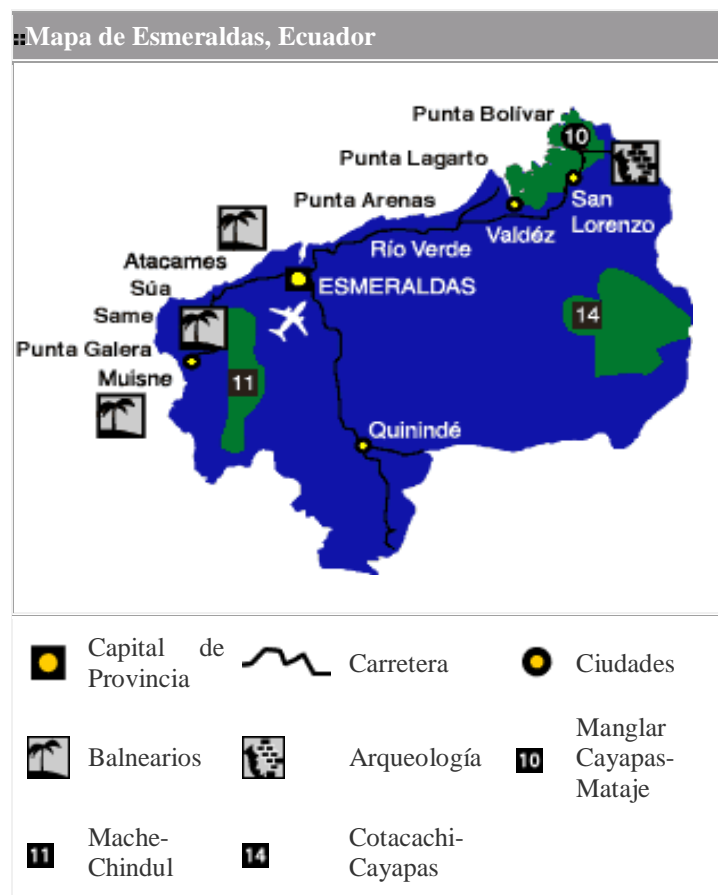 Mapa de Esmeraldas, Ecuador
Punta Bolívar
10
Punta Lagarto
Punta Arenas
San
Lorenzo
Valdéz
Río Verde
Atacames
ESMERALDAS
Súa
Same
14
Punta Galera
Muisne
11
Quinindé
Capital de
Provincia
Carretera
Ciudades
Balnearios
Arqueología
10
Manglar
Cayapas-
Mataje
11
Mache-
Chindul
14
Cotacachi-
Cayapas